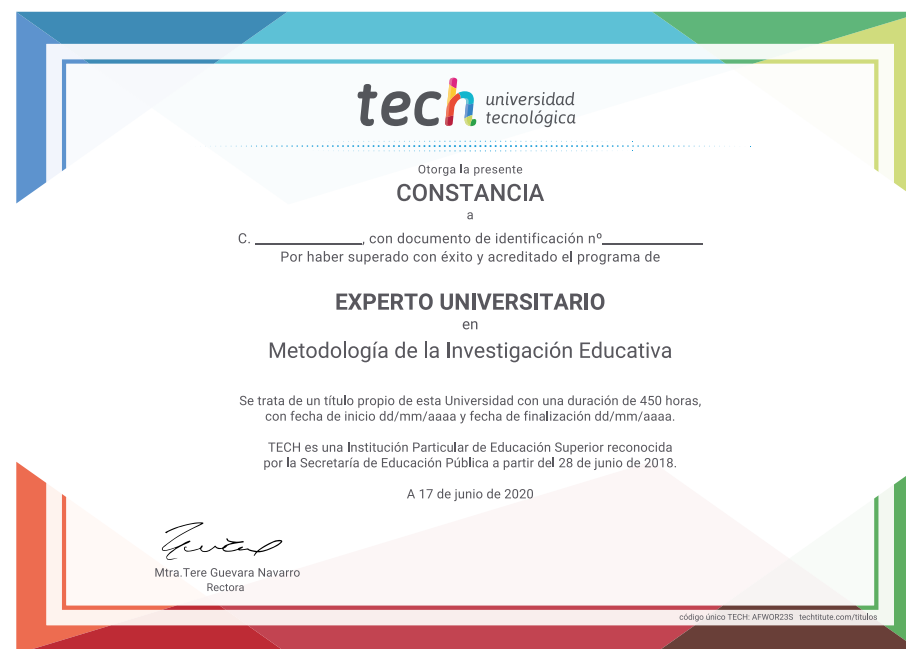 tech universidad
tecnológica
Otorga la presente
CONSTANCIA
a
C. ____________, con documento de identificación nº____________
Por haber superado con éxito y acreditado el programa de
EXPERTO UNIVERSITARIO
en
Metodología de la Investigación Educativa
Se trata de un título propio de esta Universidad con una duración de 450 horas,
con fecha de inicio dd/mm/aaaa y fecha de finalización dd/mm/aaaa.
TECH es una Institución Particular de Educación Superior reconocida
por la Secretaría de Educación Pública a partir del 28 de junio de 2018.
A 17 de junio de 2020
Mtra.Tere Guevara Navarro
Rectora
código único TECH: AFWOR23S techtitute.com/titulos